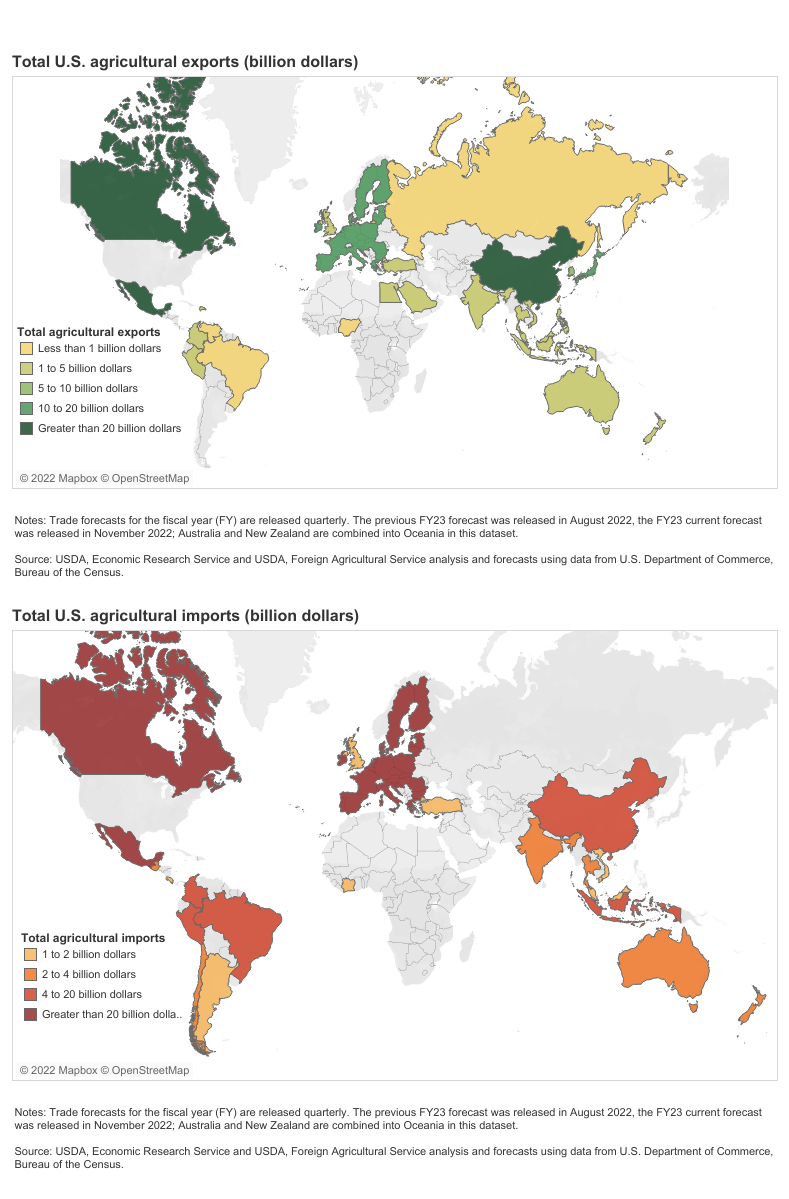 Total U.S. agricultural exports (billion dollars)
Total agricultural exports
Less than 1 billion dollars
1 to 5 billion dollars
5 to 10 billion dollars
10 to 20 billion dollars
Greater than 20 billion dollars
© 2022 Mapbox © OpenStreetMap
Notes: Trade forecasts for the fiscal year (FY) are released quarterly. The previous FY23 forecast was released in August 2022, the FY23 current forecast
was released in November 2022; Australia and New Zealand are combined into Oceania in this dataset.
Source: USDA, Economic Research Service and USDA, Foreign Agricultural Service analysis and forecasts using data from U.S. Department of Commerce,
Bureau of the Census.
Total U.S. agricultural imports (billion dollars)
Total agricultural imports
1 to 2 billion dollars
2 to 4 billion dollars
4 to 20 billion dollars
Greater than 20 billion dolla..
© 2022 Mapbox © OpenStreetMap
Notes: Trade forecasts for the fiscal year (FY) are released quarterly. The previous FY23 forecast was released in August 2022, the FY23 current forecast
was released in November 2022; Australia and New Zealand are combined into Oceania in this dataset.
Source: USDA, Economic Research Service and USDA, Foreign Agricultural Service analysis and forecasts using data from U.S. Department of Commerce,
Bureau of the Census.